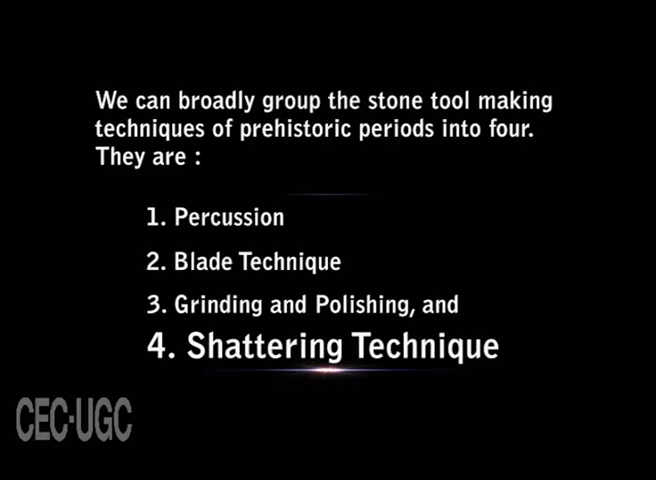 We can broadly group the stone tool making
techniques of prehistoric periods into four.
They are :
1. Percussion
2. Blade Technique
3. Grinding and Polishing, and
4. Shattering Technique
CEC-UGC